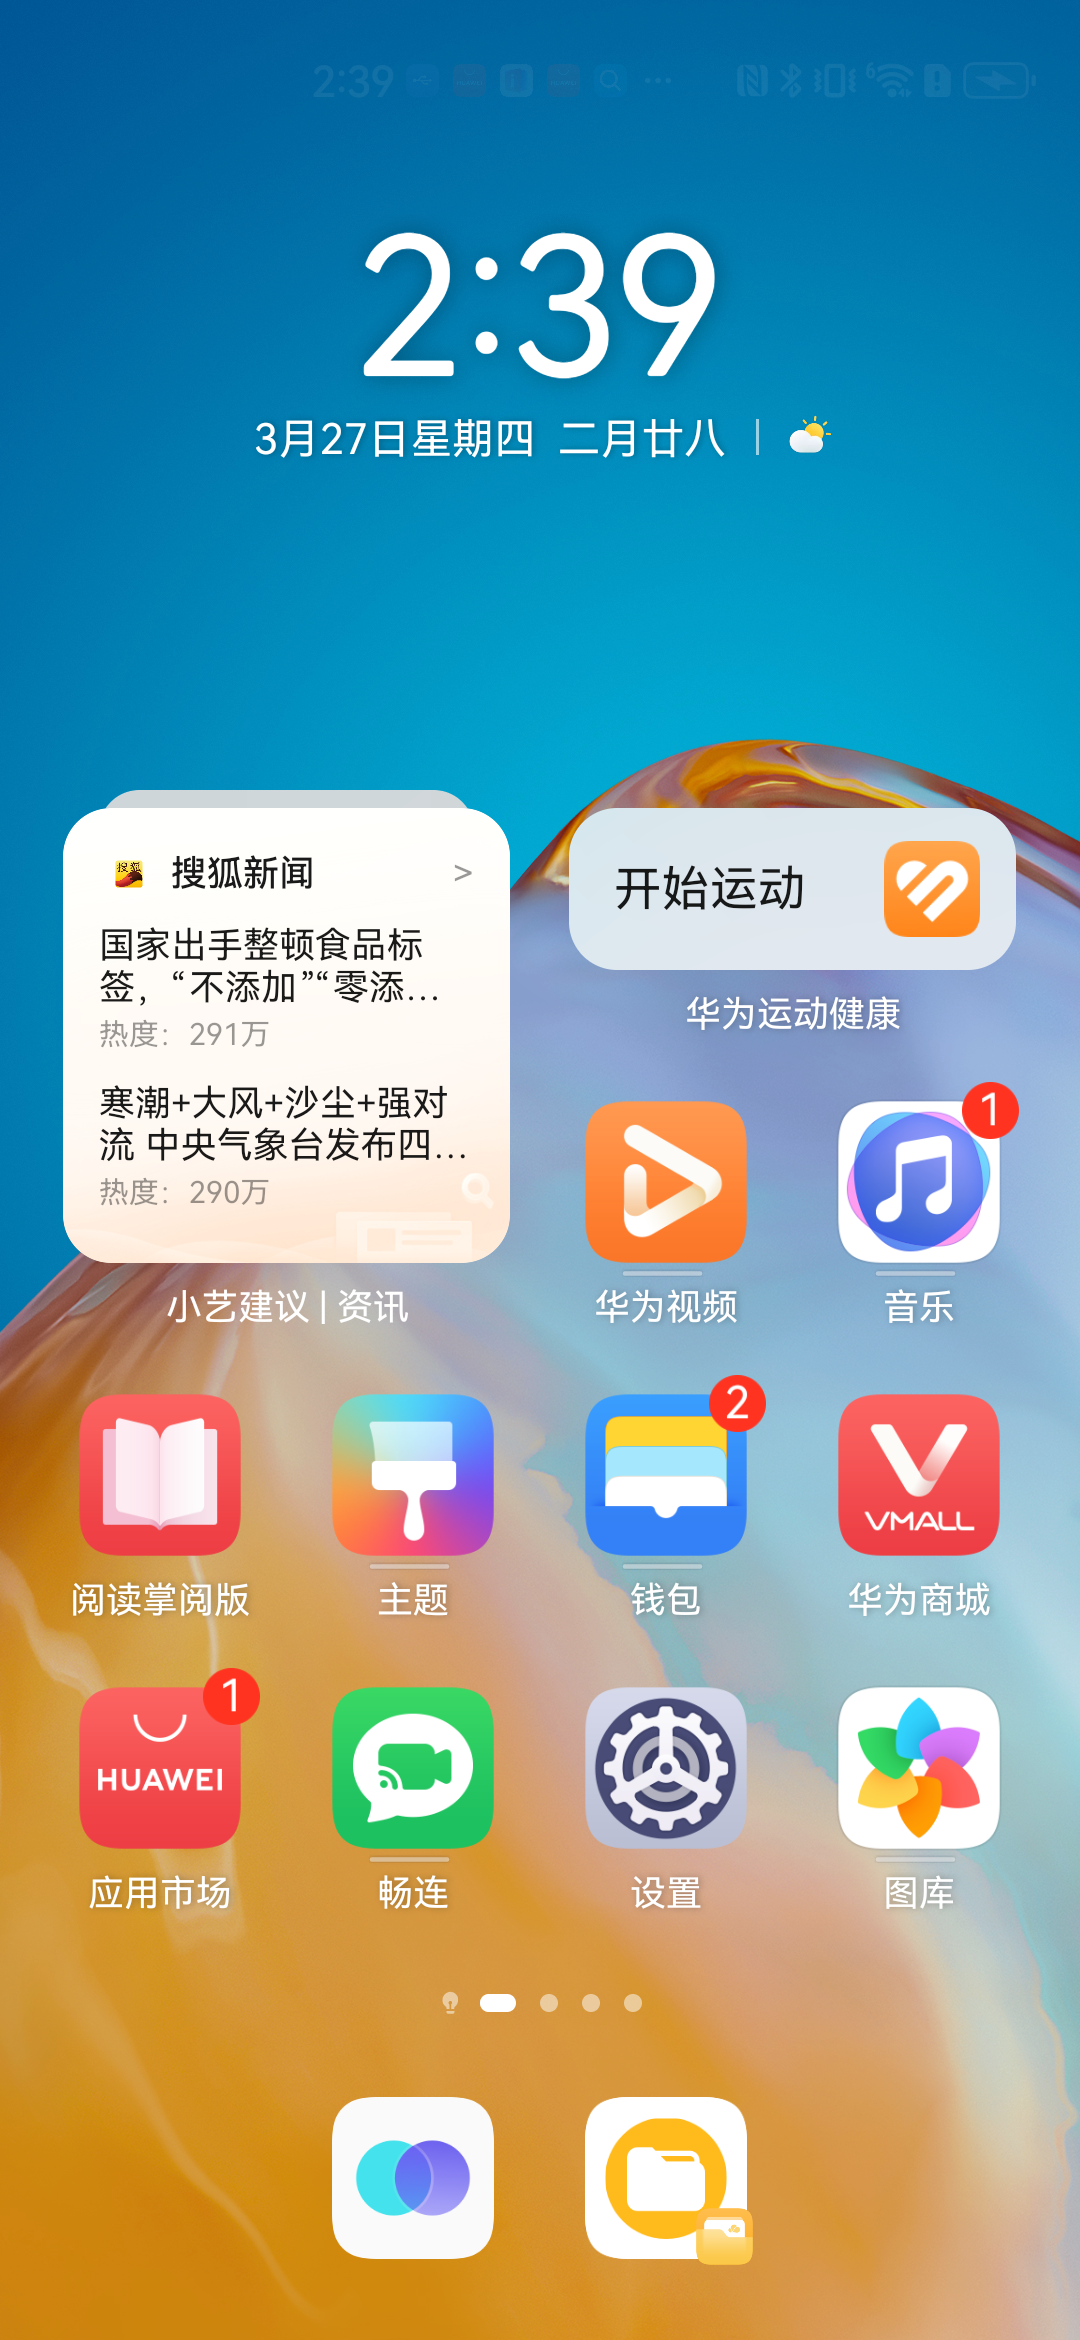 2:39
6
2:39
3月27日星期四 二月廿八
搜狐
搜狐新闻 >
国家出手整顿食品标
签，“不添加”“零添...
热度：291万
寒潮+大风+沙尘+强对
流 中央气象台发布四...
热度：290万
小艺建议 | 资讯
开始运动
华为运动健康
华为视频
1
音乐
阅读掌阅版
主题
2
钱包
VMALL
华为商城
1
HUAWEI
应用市场
畅连
设置
图库